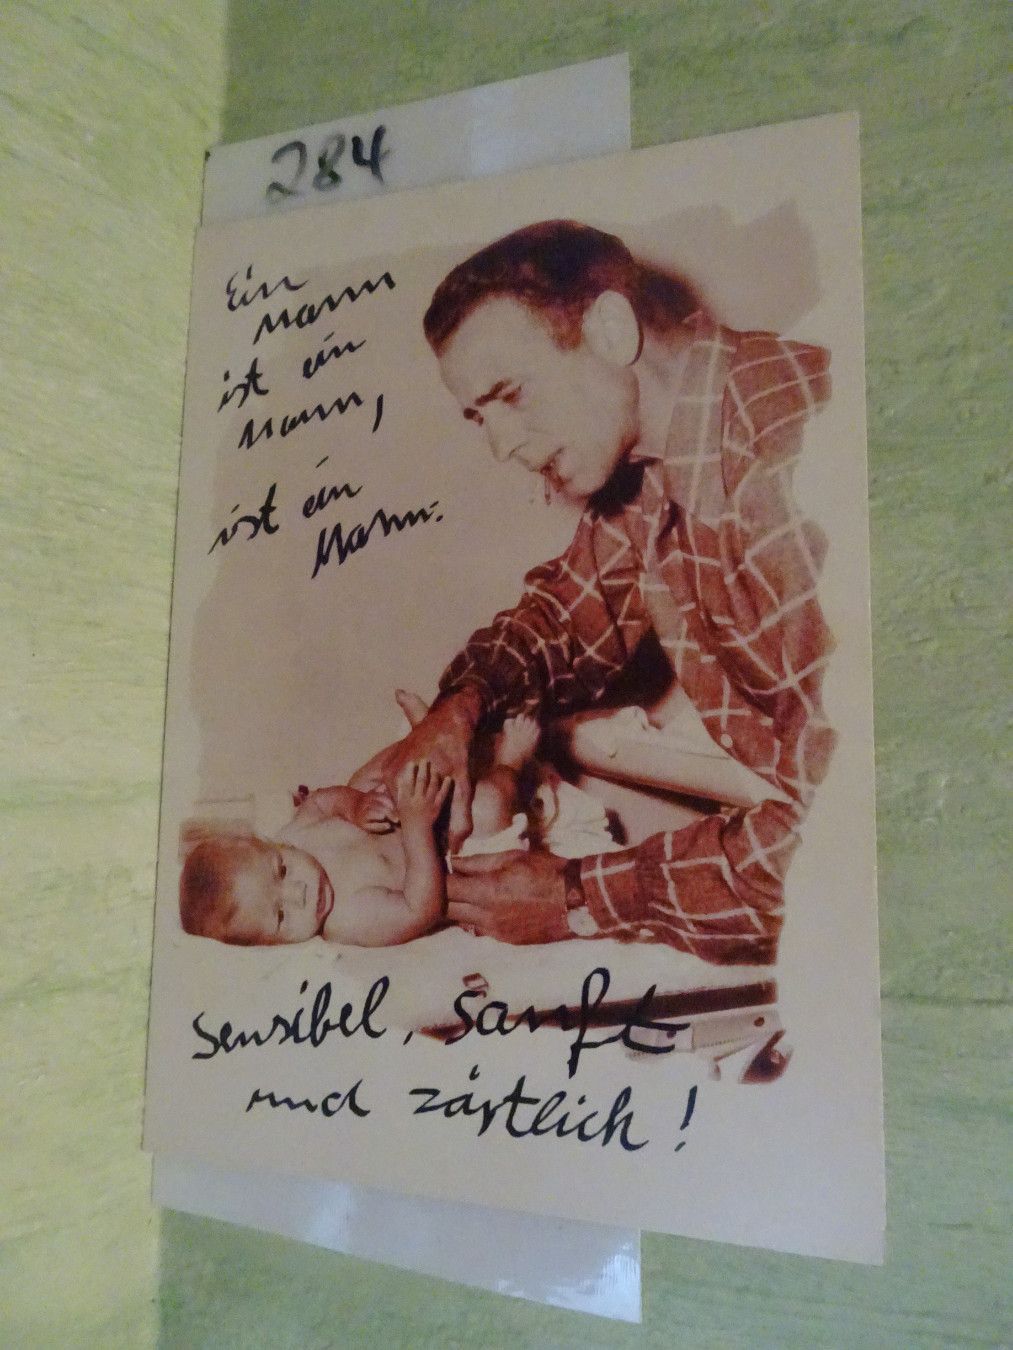 284
Ein
Mann
ist ein
Mann,
ist ein
Mann.
sensibel, sanft
und zärtlich!